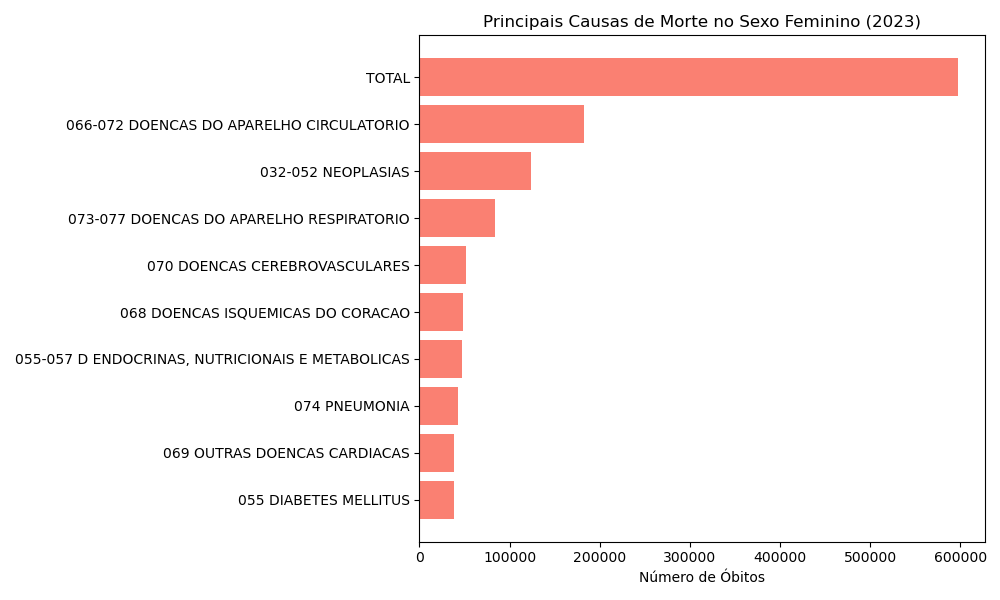 Principais Causas de Morte no Sexo Feminino (2023)
TOTAL
066-072 DOENCAS DO APARELHO CIRCULATORIO
032-052 NEOPLASIAS
073-077 DOENCAS DO APARELHO RESPIRATORIO
070 DOENCAS CEREBROVASCULARES
068 DOENCAS ISQUEMICAS DO CORACAO
055-057 D ENDOCRINAS, NUTRICIONAIS E METABOLICAS
074 PNEUMONIA
069 OUTRAS DOENCAS CARDIACAS
055 DIABETES MELLITUS
0 100000 200000 300000 400000 500000 600000
Número de Óbitos